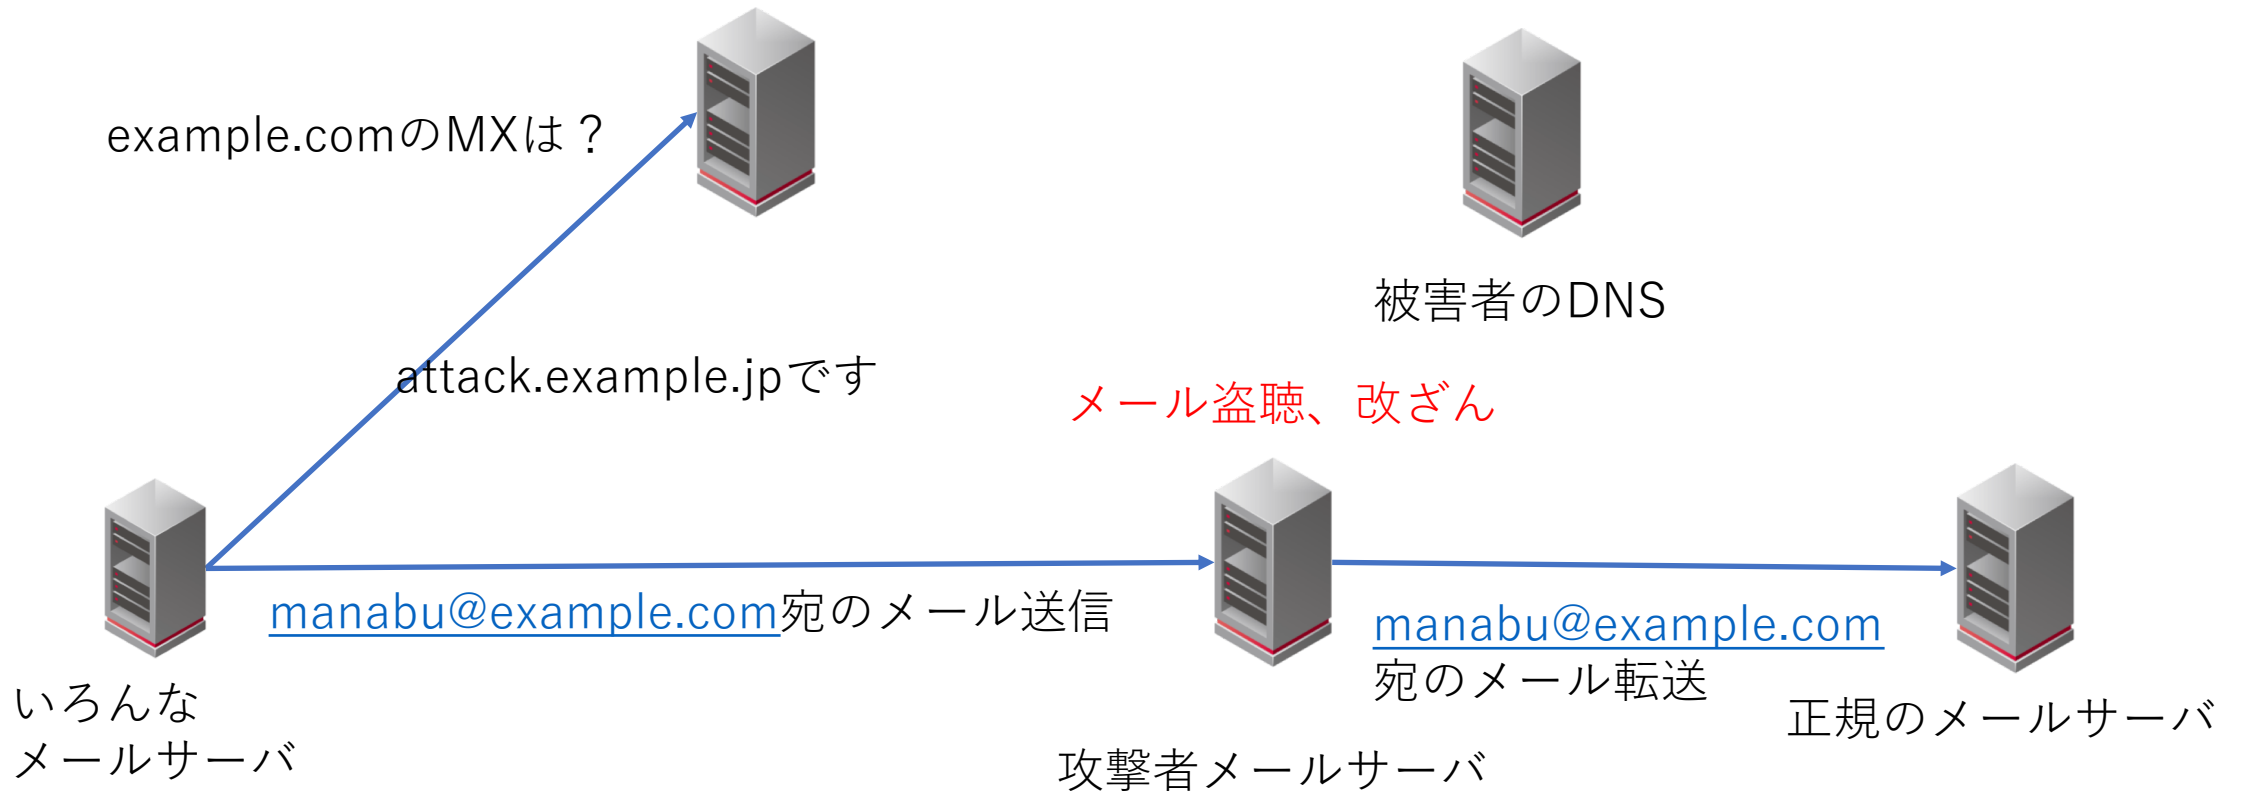 example.comのMXは？
被害者のDNS
attack.example.jpです
メール盗聴、改ざん
manabu@example.com宛のメール送信
manabu@example.com
宛のメール転送
いろんな
メールサーバ
正規のメールサーバ
攻撃者メールサーバ